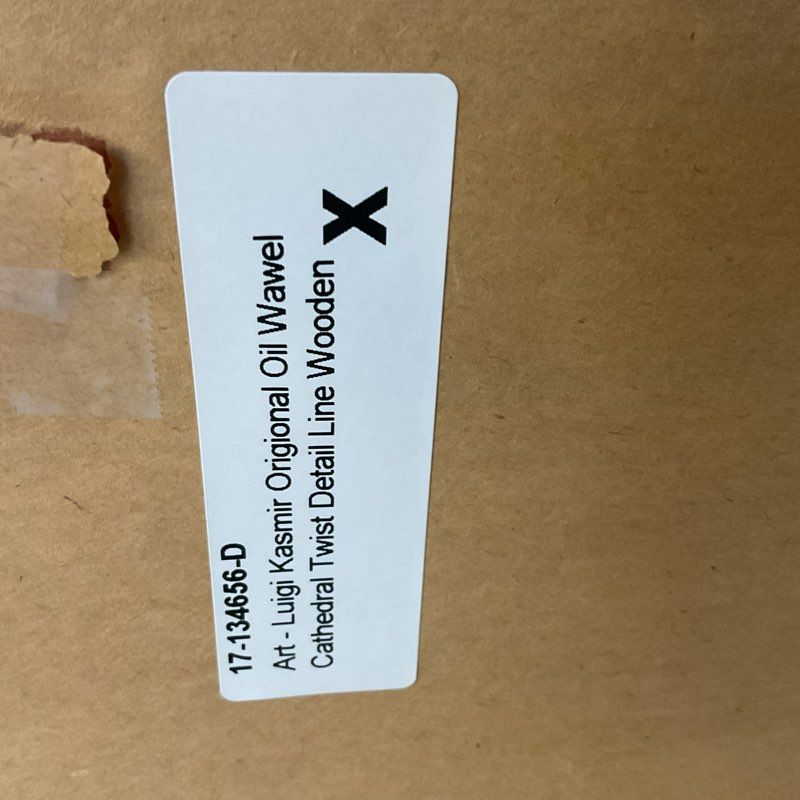 17-134656-D
Art - Luigi Kasmir Origional Oil Wawel
Cathedral Twist Detail Line Wooden
X